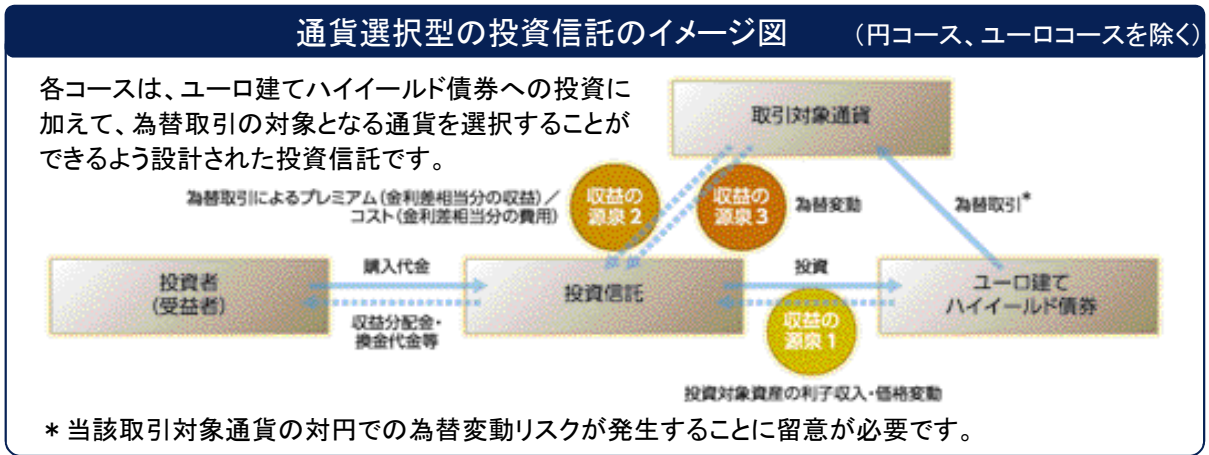 通貨選択型の投資信託のイメージ図 (円コース、ユーロコースを除く)
各コースは、ユーロ建てハイイールド債券への投資に
加えて、為替取引の対象となる通貨を選択することが
できるよう設計された投資信託です。
取引対象通貨
為替取引によるプレミアム(金利差相当分の収益)/
コスト(金利差相当分の費用)
収益の
源泉2
収益の
源泉3
為替変動
為替取引*
投資者
(受益者)
購入代金
収益分配金・
換金代金等
投資信託
投資
収益の
源泉1
ユーロ建て
ハイイールド債券
投資対象資産の利子収入・価格変動
* 当該取引対象通貨の対円での為替変動リスクが発生することに留意が必要です。